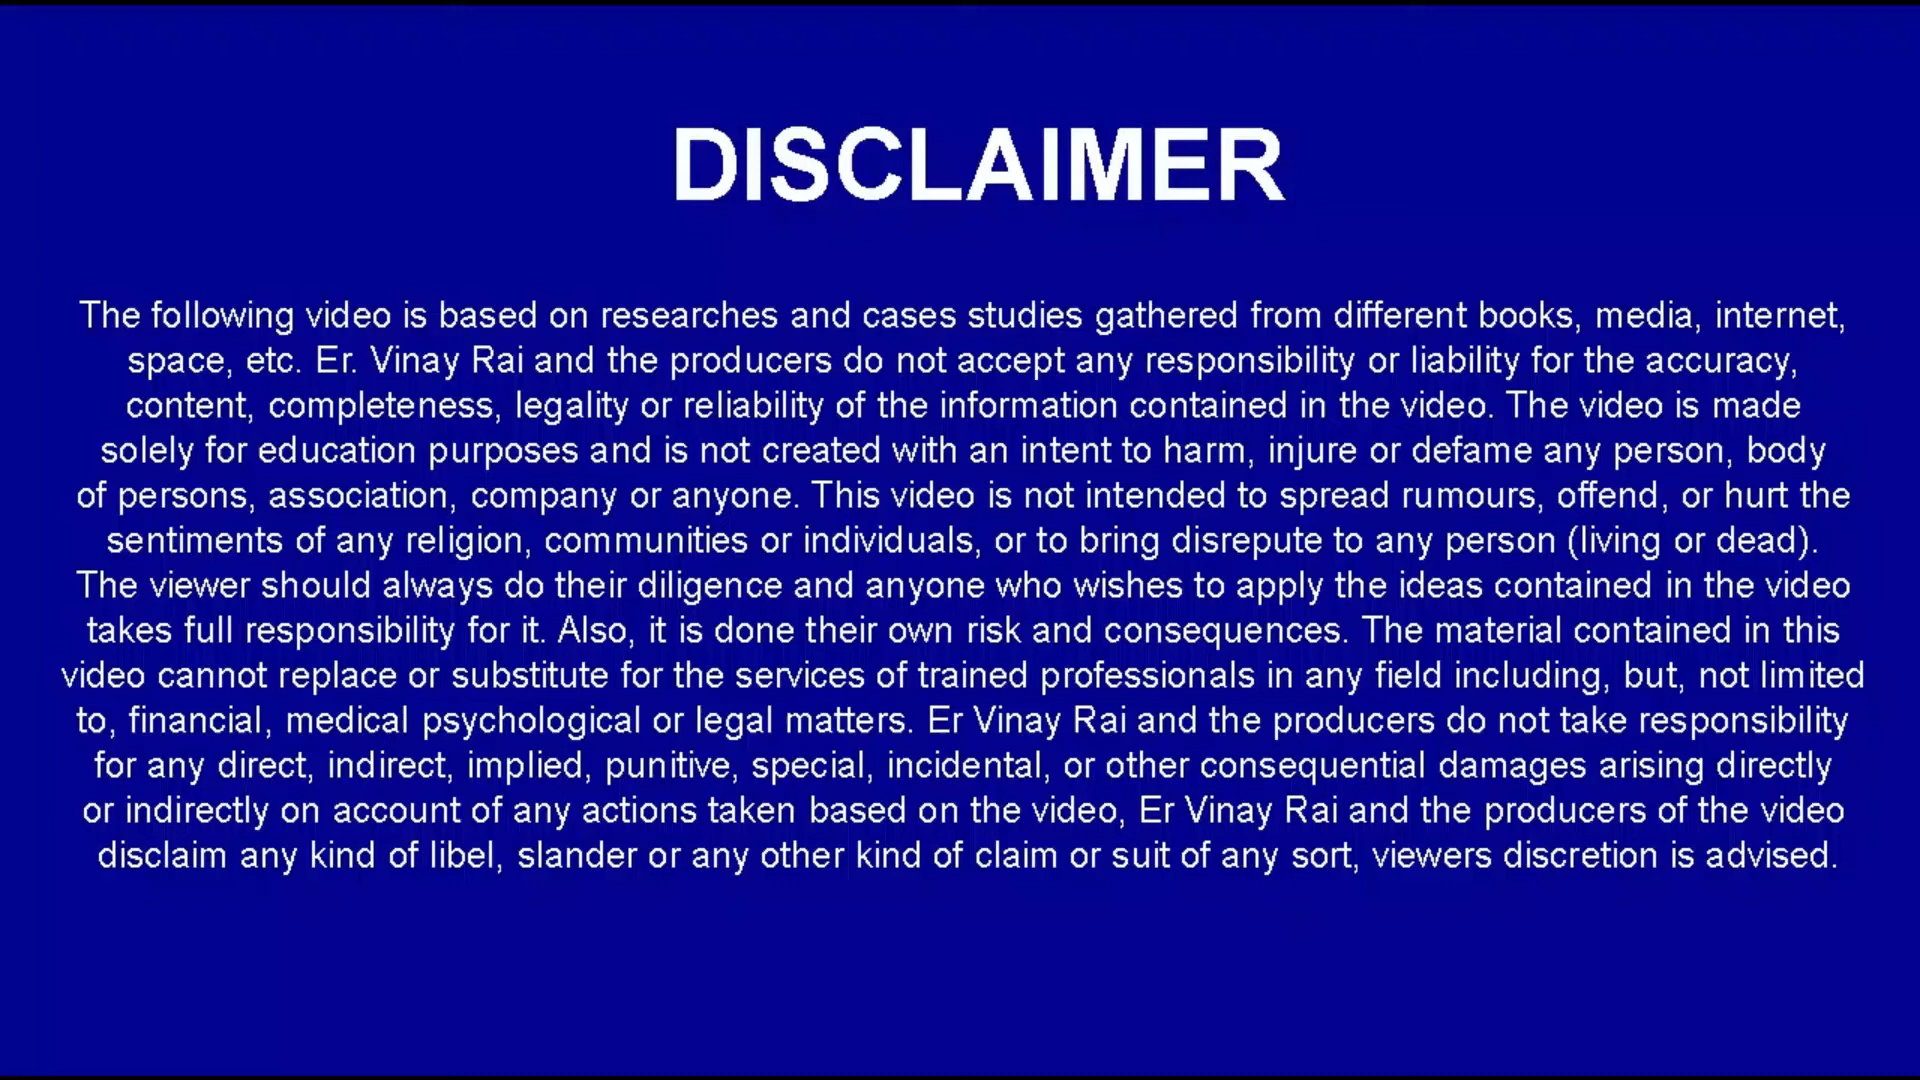 DISCLAIMER
The following video is based on researches and cases studies gathered from different books, media, internet,
space, etc. Er. Vinay Rai and the producers do not accept any responsibility or liability for the accuracy,
content, completeness, legality or reliability of the information contained in the video. The video is made
solely for education purposes and is not created with an intent to harm, injure or defame any person, body
of persons, association, company or anyone. This video is not intended to spread rumours, offend, or hurt the
sentiments of any religion, communities or individuals, or to bring disrepute to any person (living or dead).
The viewer should always do their diligence and anyone who wishes to apply the ideas contained in the video
takes full responsibility for it. Also, it is done their own risk and consequences. The material contained in this
video cannot replace or substitute for the services of trained professionals in any field including, but, not limited
to, financial, medical psychological or legal matters. Er Vinay Rai and the producers do not take responsibility
for any direct, indirect, implied, punitive, special, incidental, or other consequential damages arising directly
or indirectly on account of any actions taken based on the video, Er Vinay Rai and the producers of the video
disclaim any kind of libel, slander or any other kind of claim or suit of any sort, viewers discretion is advised.